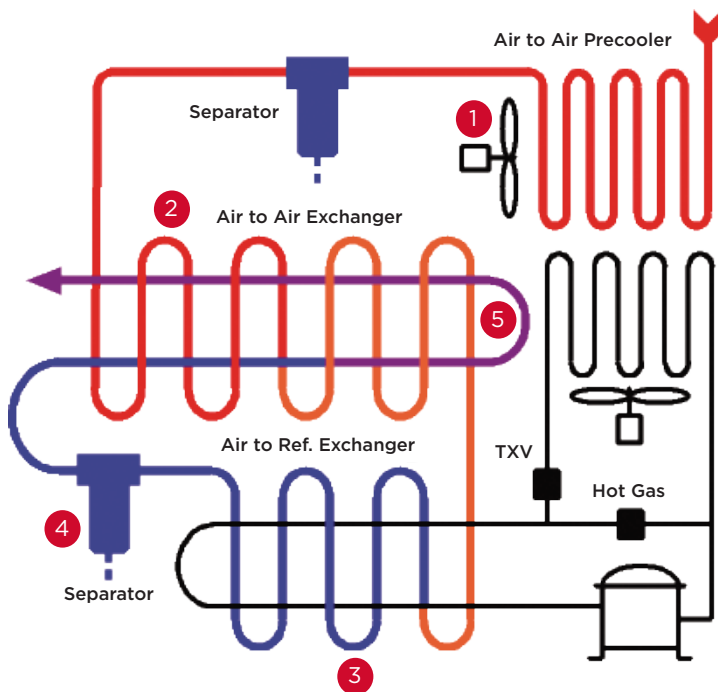 Air to Air Precooler
Separator
1
2
Air to Air Exchanger
5
Air to Ref. Exchanger
TXV
Hot Gas
4
Separator
3